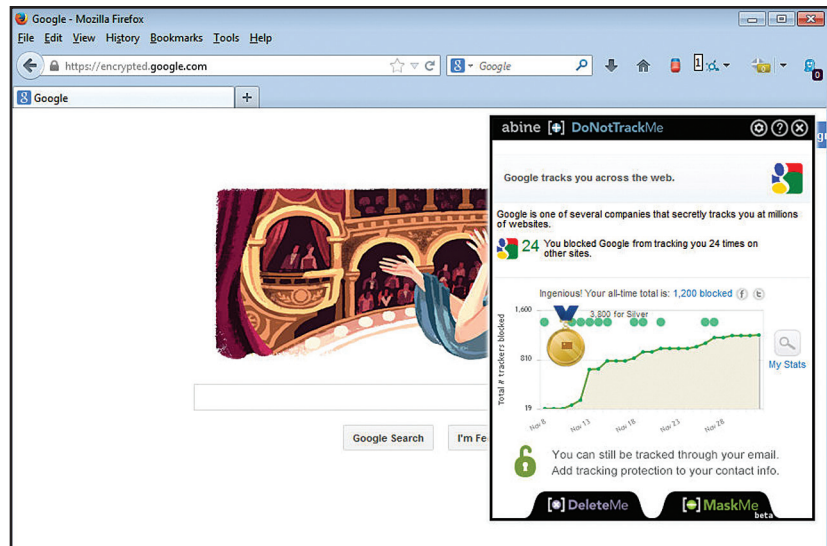 Google - Mozilla Firefox
File Edit View History Bookmarks Tools Help
https://encrypted.google.com
Google
1
0
Google
abine [+] DoNotTrackMe
Google tracks you across the web.
Google is one of several companies that secretly tracks you at millions
of websites.
24 You blocked Google from tracking you 24 times on
other sites.
Ingenious! Your all-time total is: 1,200 blocked
1,600
3,800 for Silver
810
19
Total # trackers blocked
My Stats
Nov 8
Nov 13
Nov 18
Nov 23
Nov 28
Google Search
I'm Fe
You can still be tracked through your email.
Add tracking protection to your contact info.
DeleteMe
MaskMe
beta